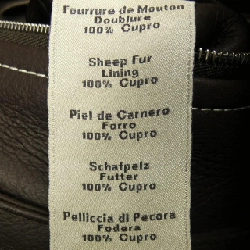 Fourrure de Mouton
Doublure
100% Cupro
Sheep Fur
Lining
100% Cupro
Piel de Carnero
Forro
100% Cupro
Schafpelz
Futter
100% Cupro
Pelliccia di Pecora
Fodera
100% Cupro